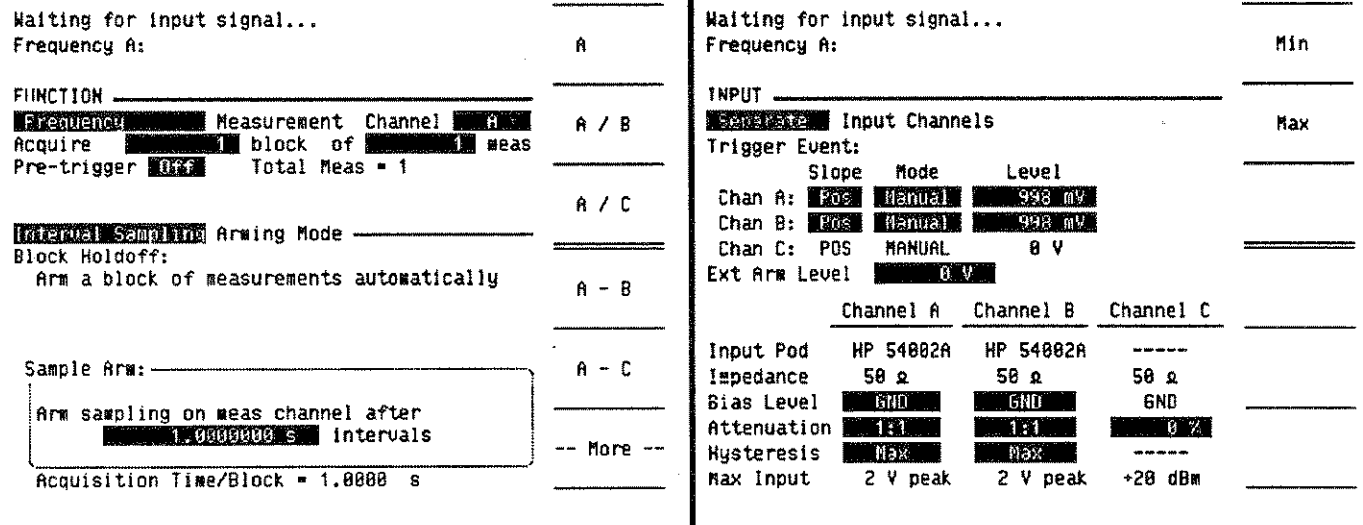 Waiting for input signal...
Frequency A:
FUNCTION
Frequency Measurement Channel A
Acquire 1 block of 1 meas
Pre-trigger Off Total Meas = 1
Interval Sampling Arming Mode
Block Holdoff:
Arm a block of measurements automatically
Sample Arm:
Arm sampling on meas channel after
1.0000000 s intervals
Acquisition Time/Block = 1.0000 s
A
A / B
A / C
A - B
A - C
-- More --
Waiting for input signal...
Frequency A:
INPUT
Separate Input Channels
Trigger Event:
Slope Mode Level
Chan A: Pos Manual 998 mV
Chan B: Pos Manual 998 mV
Chan C: POS MANUAL 0 V
Ext Arm Level 0 V
Channel A Channel B Channel C
Input Pod HP 54002A HP 54002A -----
Impedance 50 Ω 50 Ω 50 Ω
Bias Level GND GND GND
Attenuation 1:1 1:1 0 %
Hysteresis Max Max -----
Max Input 2 V peak 2 V peak +20 dBm
Min
Max